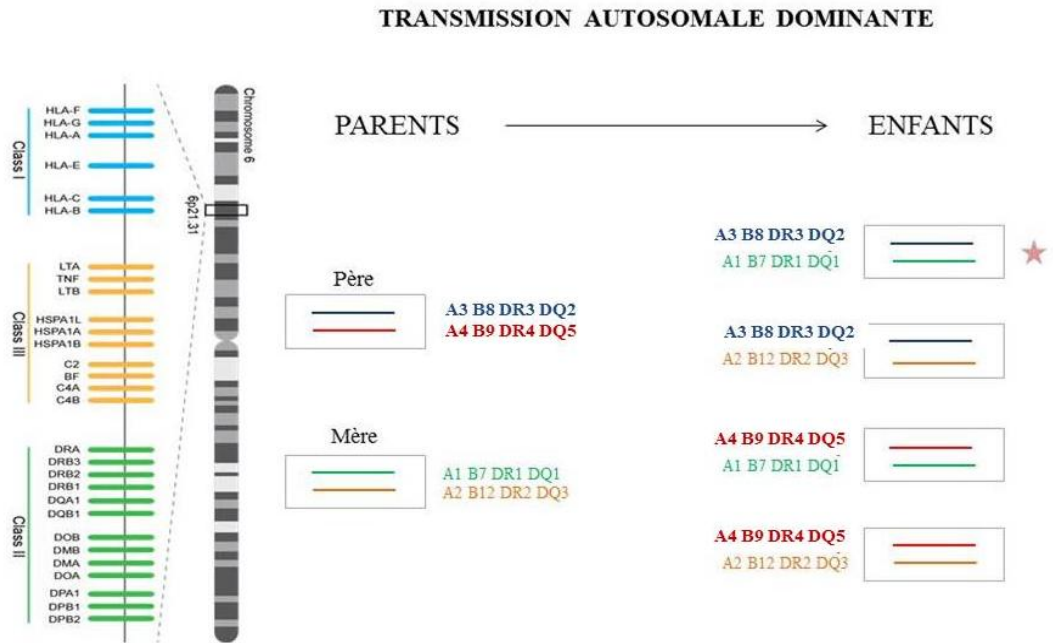 TRANSMISSION AUTOSOMALE DOMINANTE
Class I
HLA-F
HLA-G
HLA-A
HLA-E
HLA-C
HLA-B
Class III
LTA
TNF
LTB
HSPA1L
HSPA1A
HSPA1B
C2
BF
C4A
C4B
Class II
DRA
DRB3
DRB2
DRB1
DQA1
DQB1
DOB
DMB
DMA
DOA
DPA1
DPB1
DPB2
Chromosome 6
6p21.31
PARENTS
ENFANTS
Père
A3 B8 DR3 DQ2
A4 B9 DR4 DQ5
Mère
A1 B7 DR1 DQ1
A2 B12 DR2 DQ3
A3 B8 DR3 DQ2
A1 B7 DR1 DQ1
A3 B8 DR3 DQ2
A2 B12 DR2 DQ3
A4 B9 DR4 DQ5
A1 B7 DR1 DQ1
A4 B9 DR4 DQ5
A2 B12 DR2 DQ3